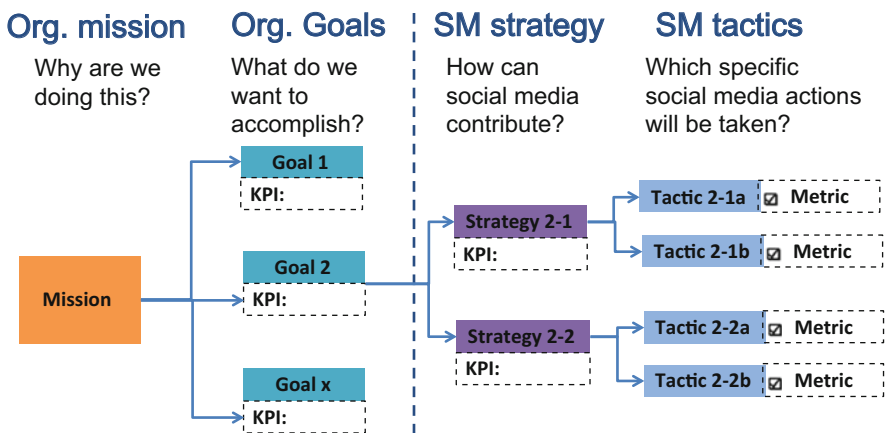 Org. mission
Org. Goals
SM strategy
SM tactics
Why are we
doing this?
What do we
want to
accomplish?
How can
social media
contribute?
Which specific
social media actions
will be taken?
Mission
Goal 1
KPI:
Goal 2
KPI:
Goal x
KPI:
Strategy 2-1
KPI:
Strategy 2-2
KPI:
Tactic 2-1a ☑ Metric
Tactic 2-1b ☑ Metric
Tactic 2-2a ☑ Metric
Tactic 2-2b ☑ Metric